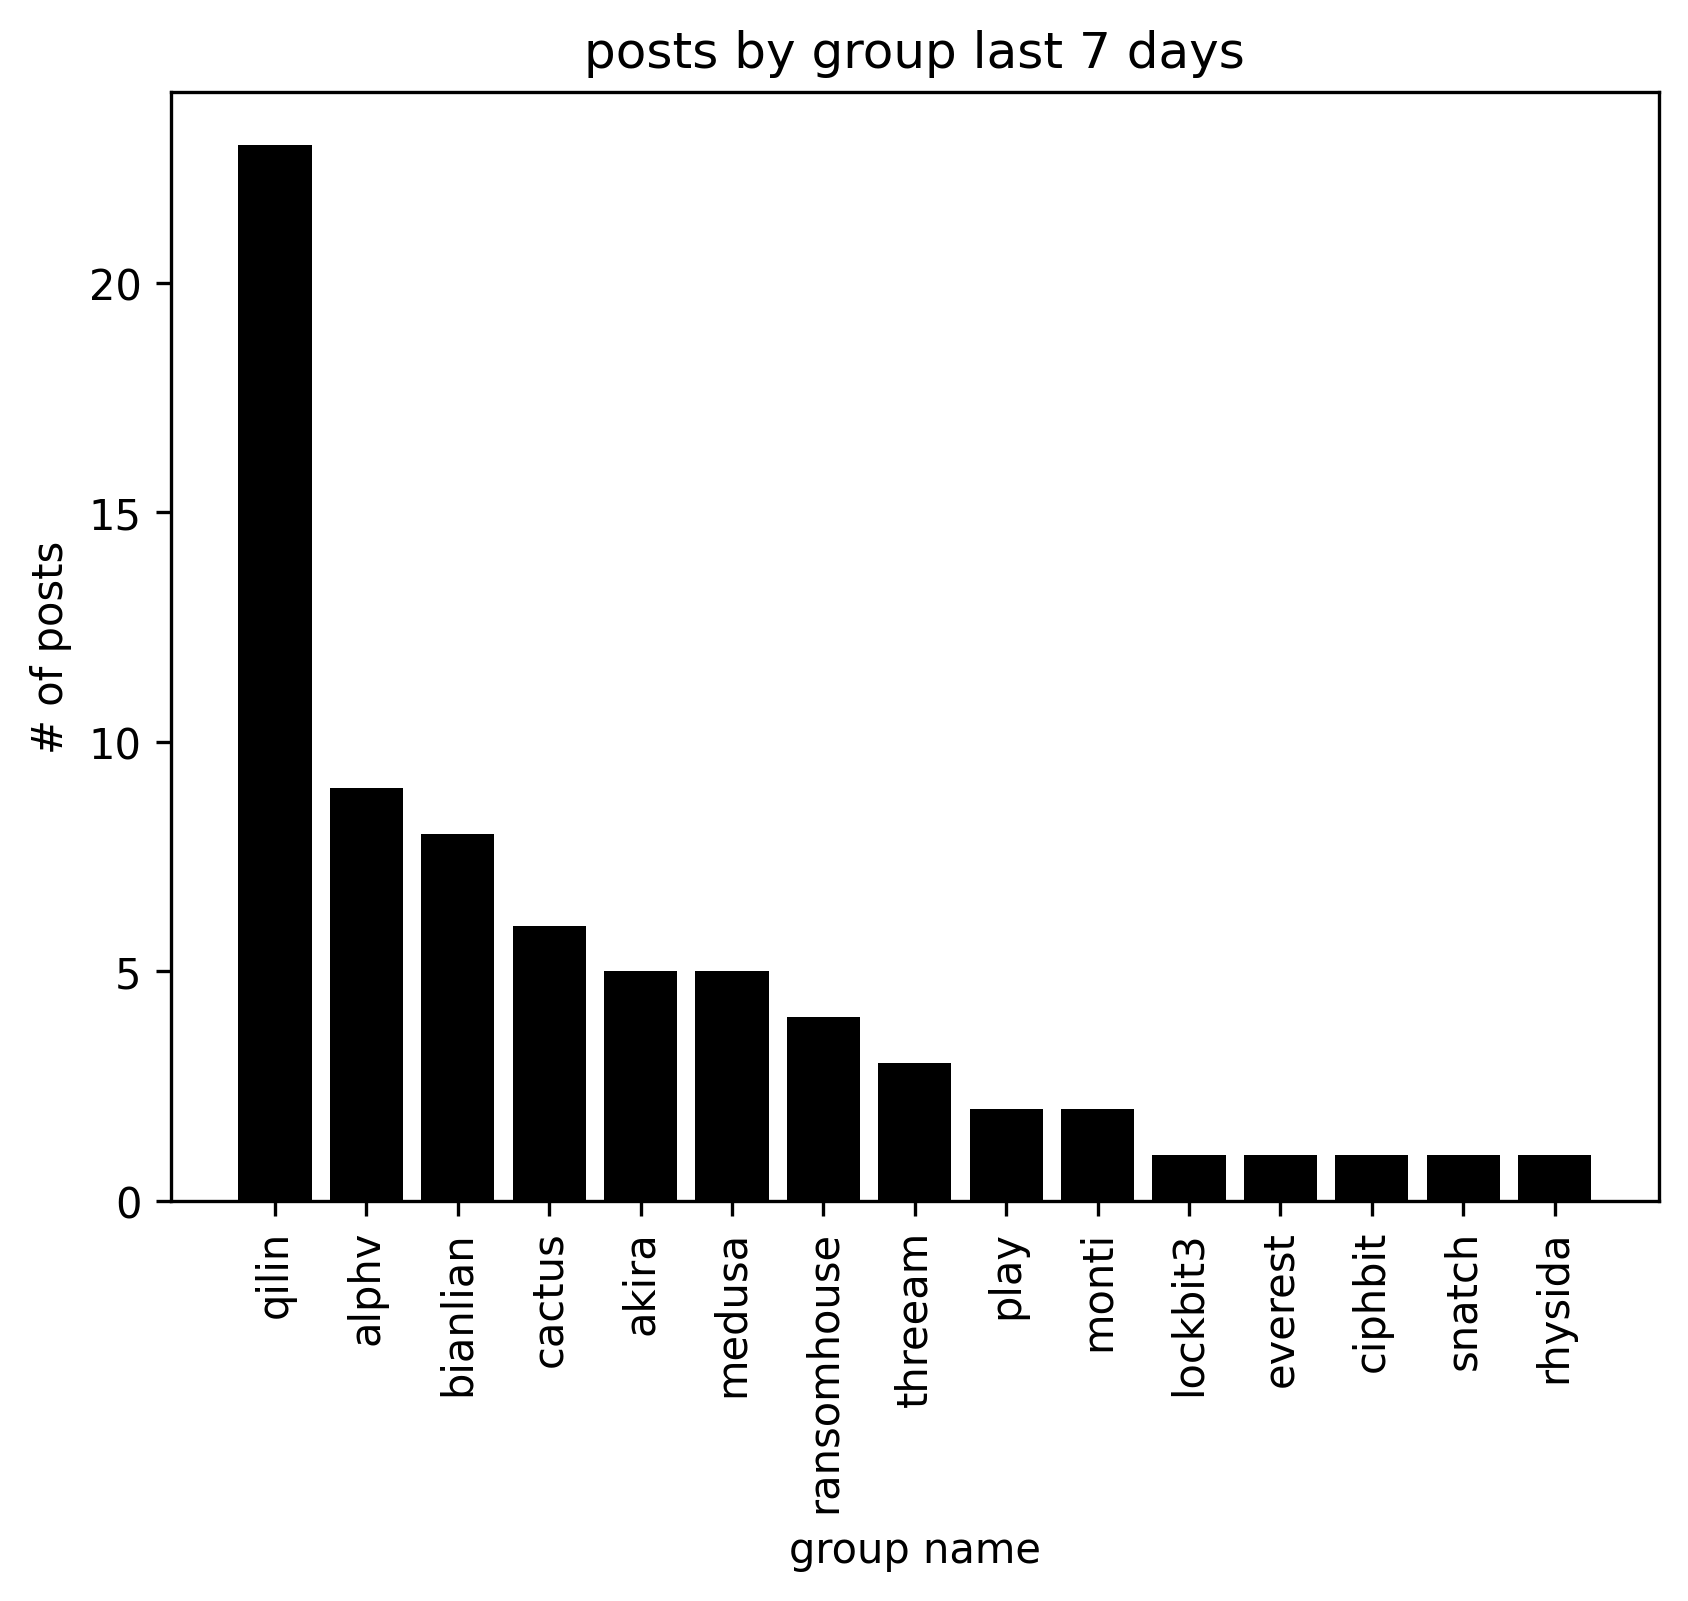 posts by group last 7 days
# of posts
20
15
10
5
0
qilin
alphv
bianlian
cactus
akira
medusa
ransomhouse
threeam
play
monti
lockbit3
everest
ciphbit
snatch
rhysida
group name